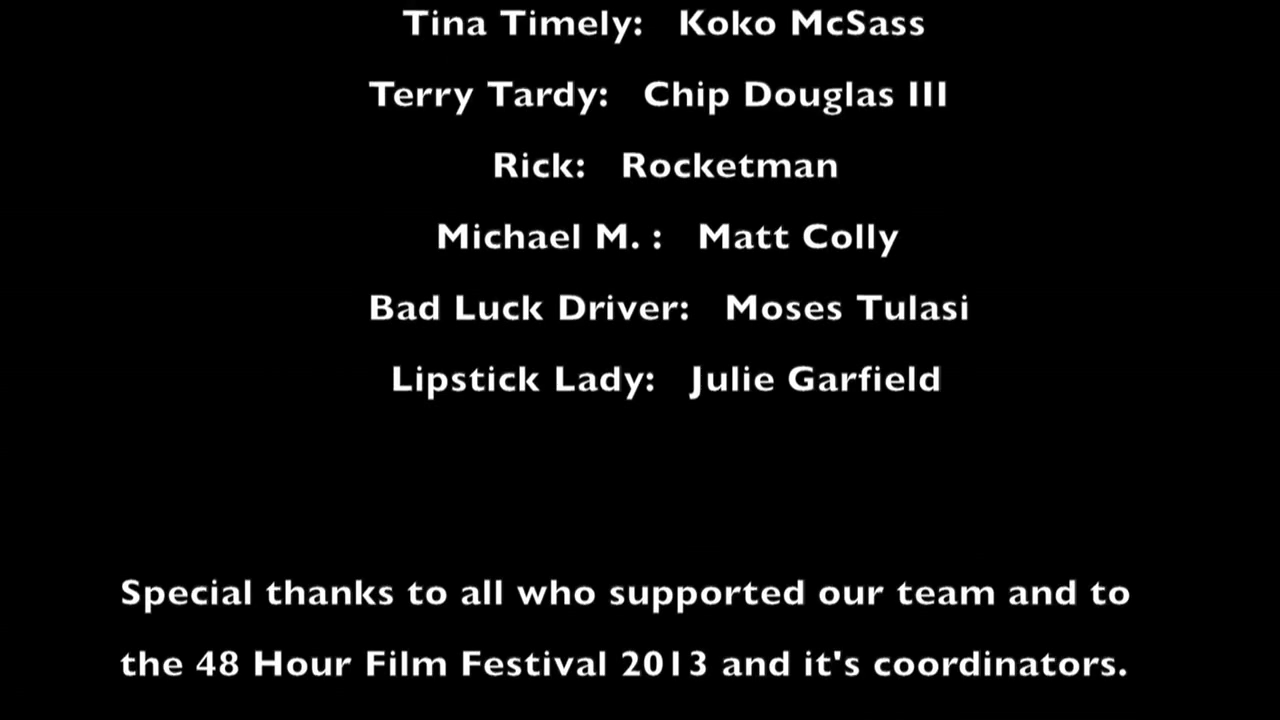 Tina Timely: Koko McSass
Terry Tardy: Chip Douglas III
Rick: Rocketman
Michael M. : Matt Colly
Bad Luck Driver: Moses Tulasi
Lipstick Lady: Julie Garfield
Special thanks to all who supported our team and to
the 48 Hour Film Festival 2013 and it's coordinators.